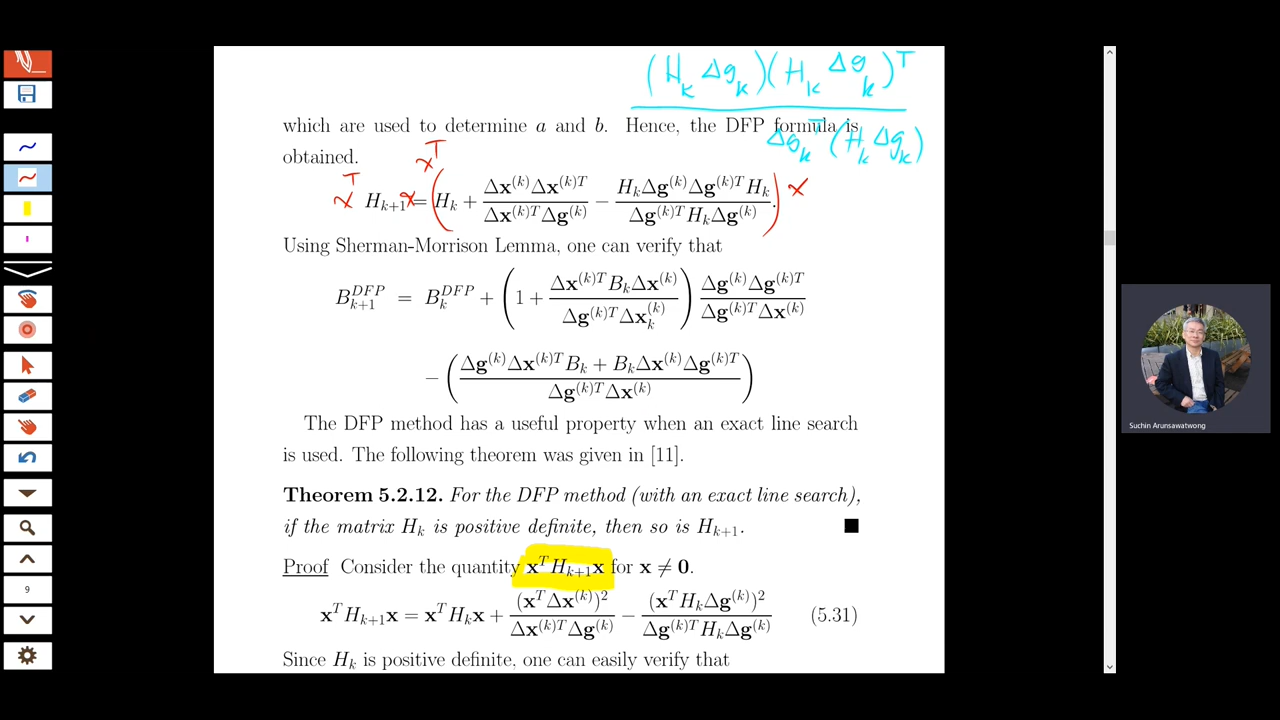 (H_k Δg_k)(H_k Δg_k)^T
Δg_k^T (H_k Δg_k)
which are used to determine a and b. Hence, the DFP formula is
obtained.
x^T
x^T H_{k+1} x = ( H_k + Δx^{(k)}Δx^{(k)T} / Δx^{(k)T}Δg^{(k)} − H_kΔg^{(k)}Δg^{(k)T}H_k / Δg^{(k)T}H_kΔg^{(k)} . ) x
Using Sherman-Morrison Lemma, one can verify that
B_{k+1}^{DFP} = B_k^{DFP} + ( 1 + Δx^{(k)T}B_kΔx^{(k)} / Δg^{(k)T}Δx_k^{(k)} ) Δg^{(k)}Δg^{(k)T} / Δg^{(k)T}Δx^{(k)}
− ( Δg^{(k)}Δx^{(k)T}B_k + B_kΔx^{(k)}Δg^{(k)T} / Δg^{(k)T}Δx^{(k)} )
The DFP method has a useful property when an exact line search
is used. The following theorem was given in [11].
Theorem 5.2.12. For the DFP method (with an exact line search),
if the matrix H_k is positive definite, then so is H_{k+1}. ■
Proof Consider the quantity x^T H_{k+1} x for x ≠ 0.
x^T H_{k+1} x = x^T H_k x + (x^T Δx^{(k)})^2 / Δx^{(k)T}Δg^{(k)} − (x^T H_k Δg^{(k)})^2 / Δg^{(k)T}H_kΔg^{(k)} (5.31)
Since H_k is positive definite, one can easily verify that
9
Suchin Arunsawatwong